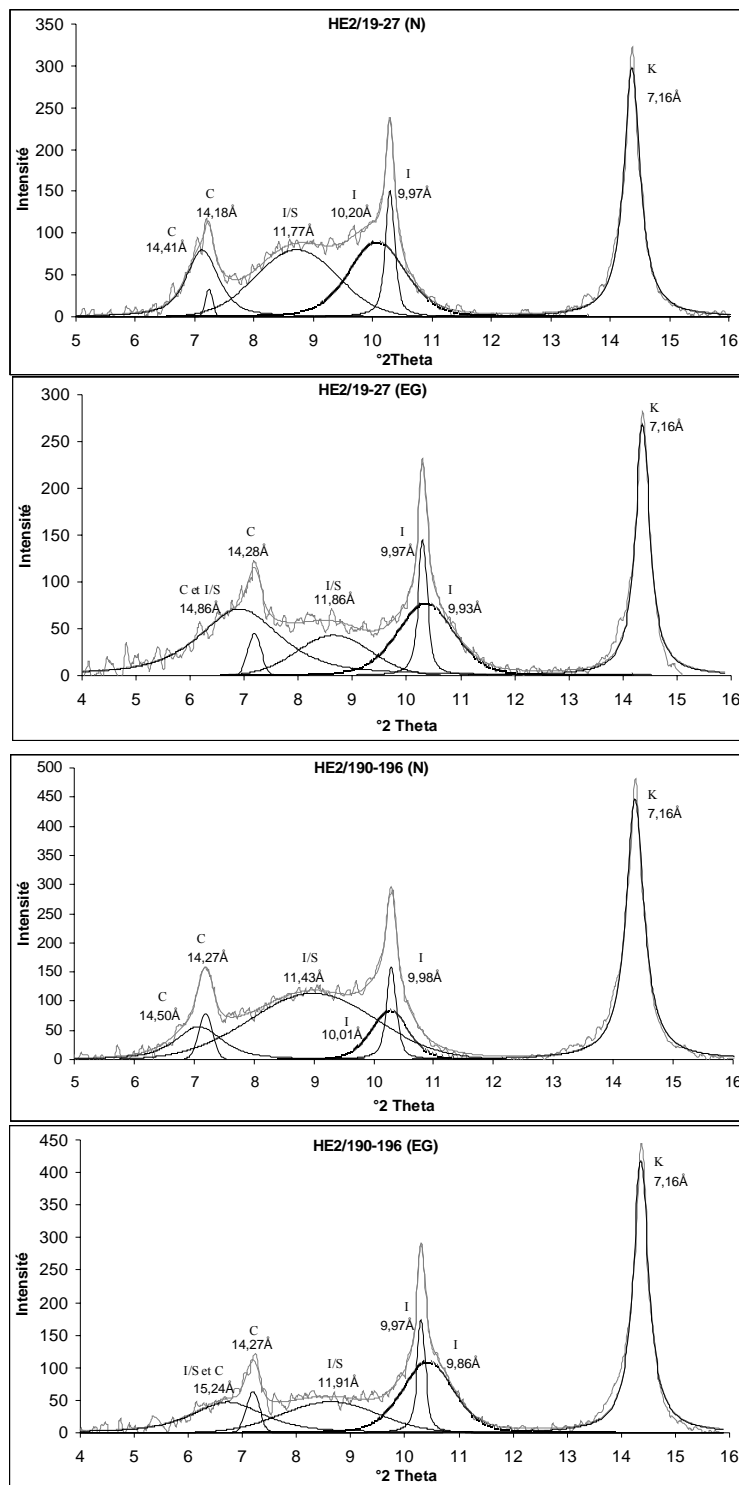 HE2/19-27 (N)
350
300
250
200
150
100
50
0
Intensité
C
14,41Å
C
14,18Å
I/S
11,77Å
I
10,20Å
I
9,97Å
K
7,16Å
5 6 7 8 9 10 11 12 13 14 15 16
°2Theta
HE2/19-27 (EG)
300
250
200
150
100
50
0
Intensité
C et I/S
14,86Å
C
14,28Å
I/S
11,86Å
I
9,97Å
I
9,93Å
K
7,16Å
4 5 6 7 8 9 10 11 12 13 14 15 16
°2 Theta
HE2/190-196 (N)
500
450
400
350
300
250
200
150
100
50
0
Intensité
C
14,50Å
C
14,27Å
I/S
11,43Å
I
10,01Å
I
9,98Å
K
7,16Å
5 6 7 8 9 10 11 12 13 14 15 16
°2 Theta
HE2/190-196 (EG)
450
400
350
300
250
200
150
100
50
0
Intensité
I/S et C
15,24Å
C
14,27Å
I/S
11,91Å
I
9,97Å
I
9,86Å
K
7,16Å
4 5 6 7 8 9 10 11 12 13 14 15 16
°2 Theta